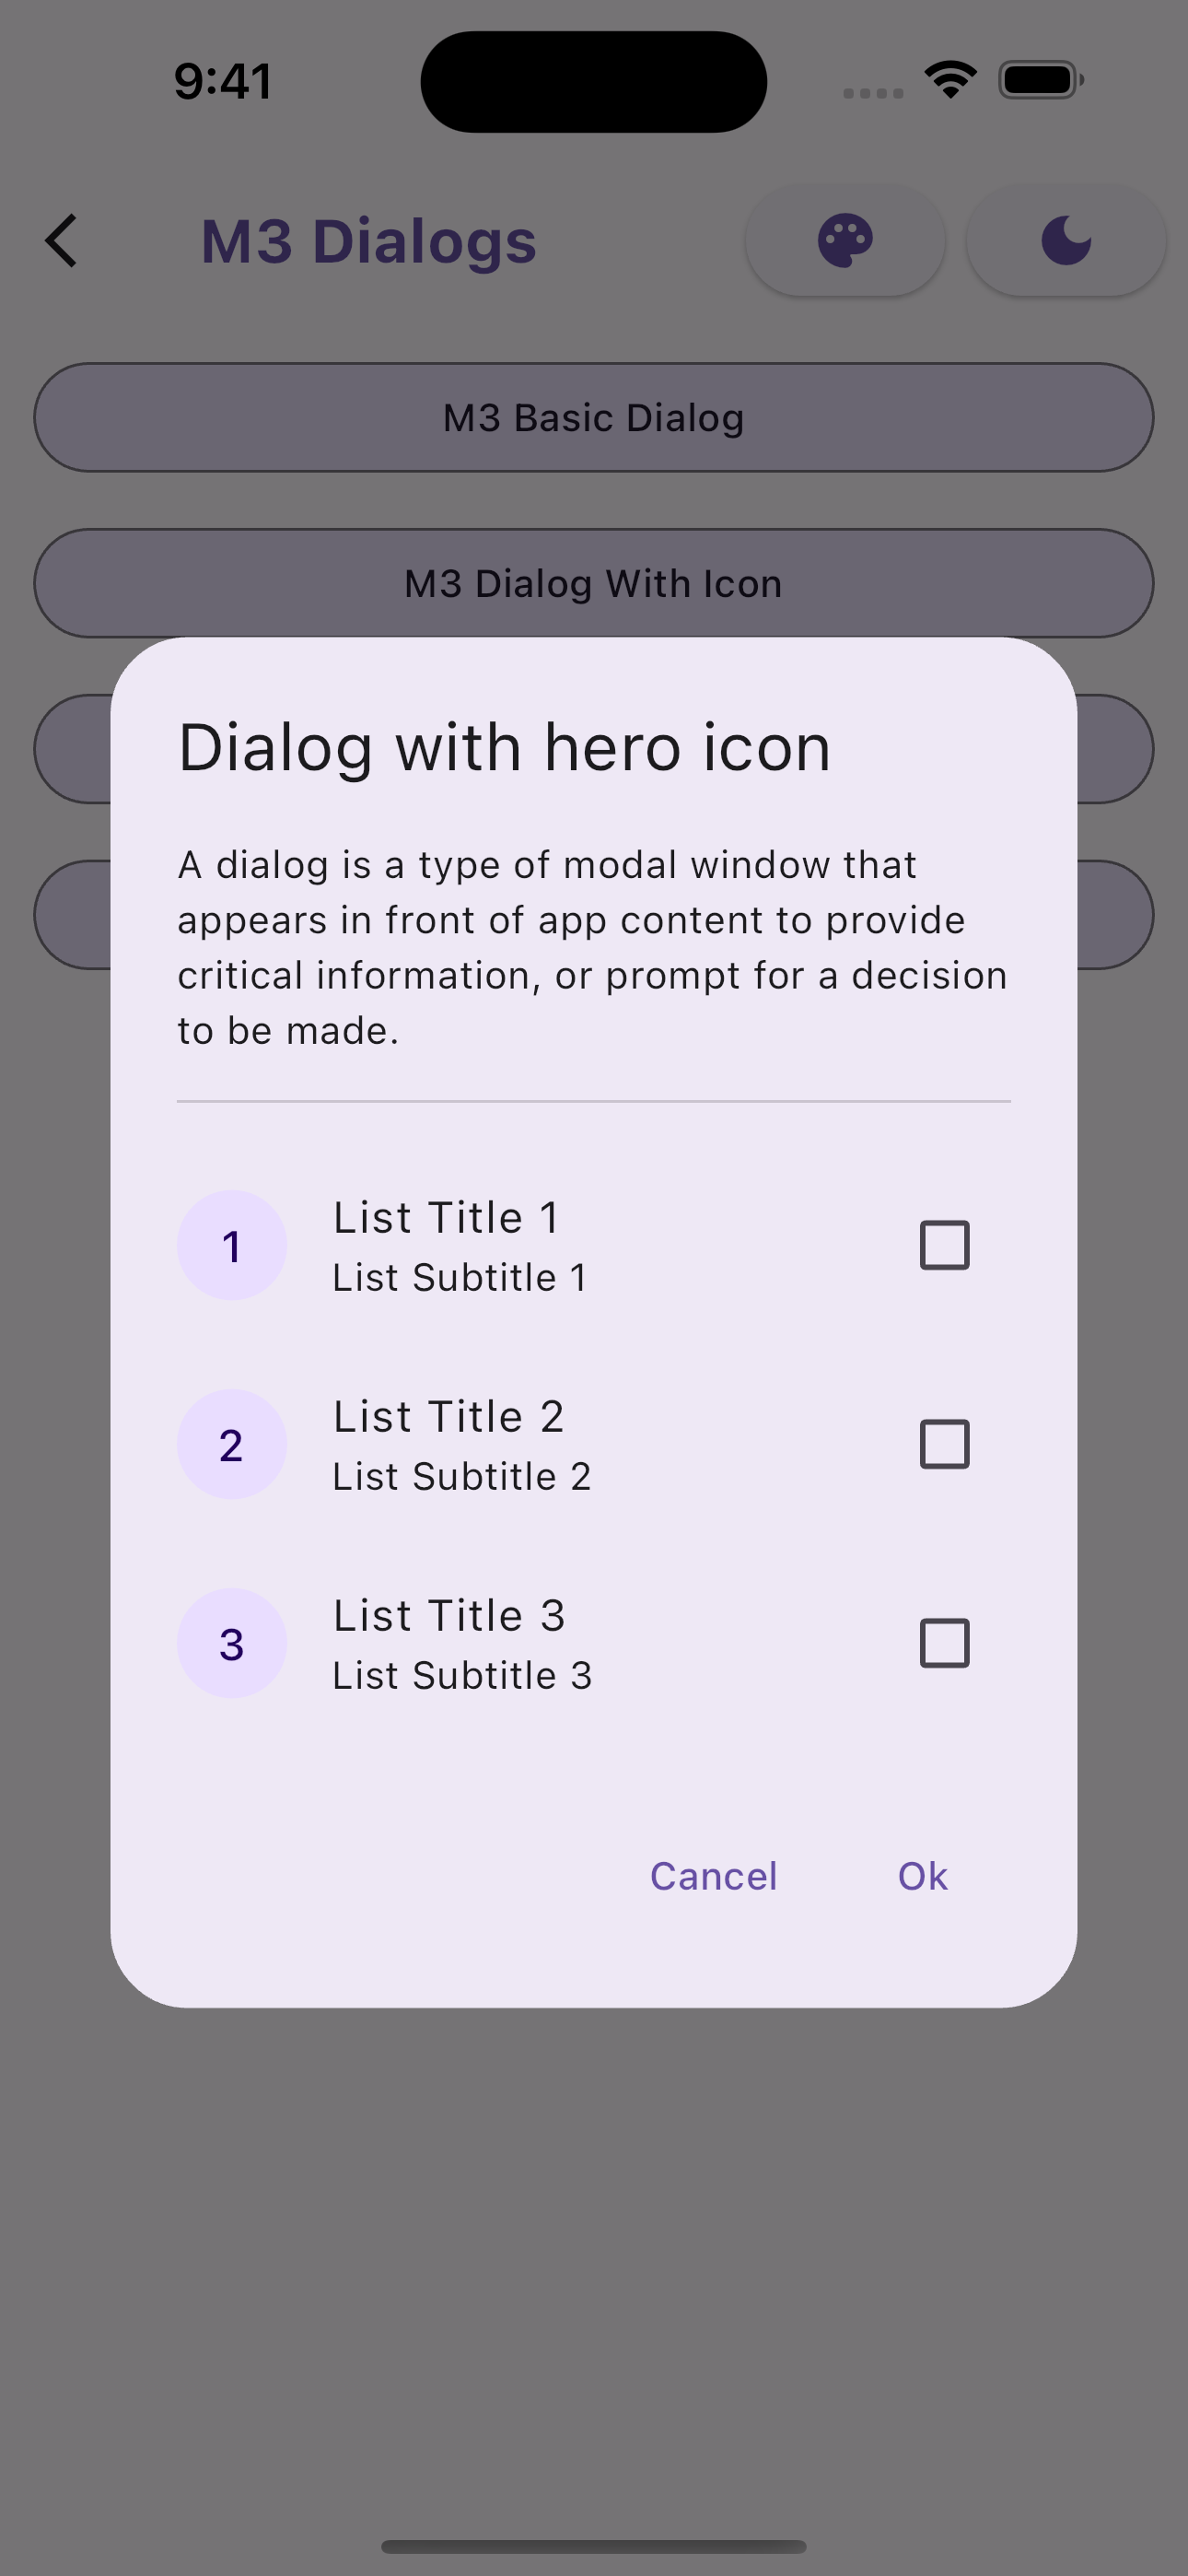 9:41
M3 Dialogs
M3 Basic Dialog
M3 Dialog With Icon
Dialog with hero icon
A dialog is a type of modal window that
appears in front of app content to provide
critical information, or prompt for a decision
to be made.
1
List Title 1
List Subtitle 1
2
List Title 2
List Subtitle 2
3
List Title 3
List Subtitle 3
Cancel
Ok